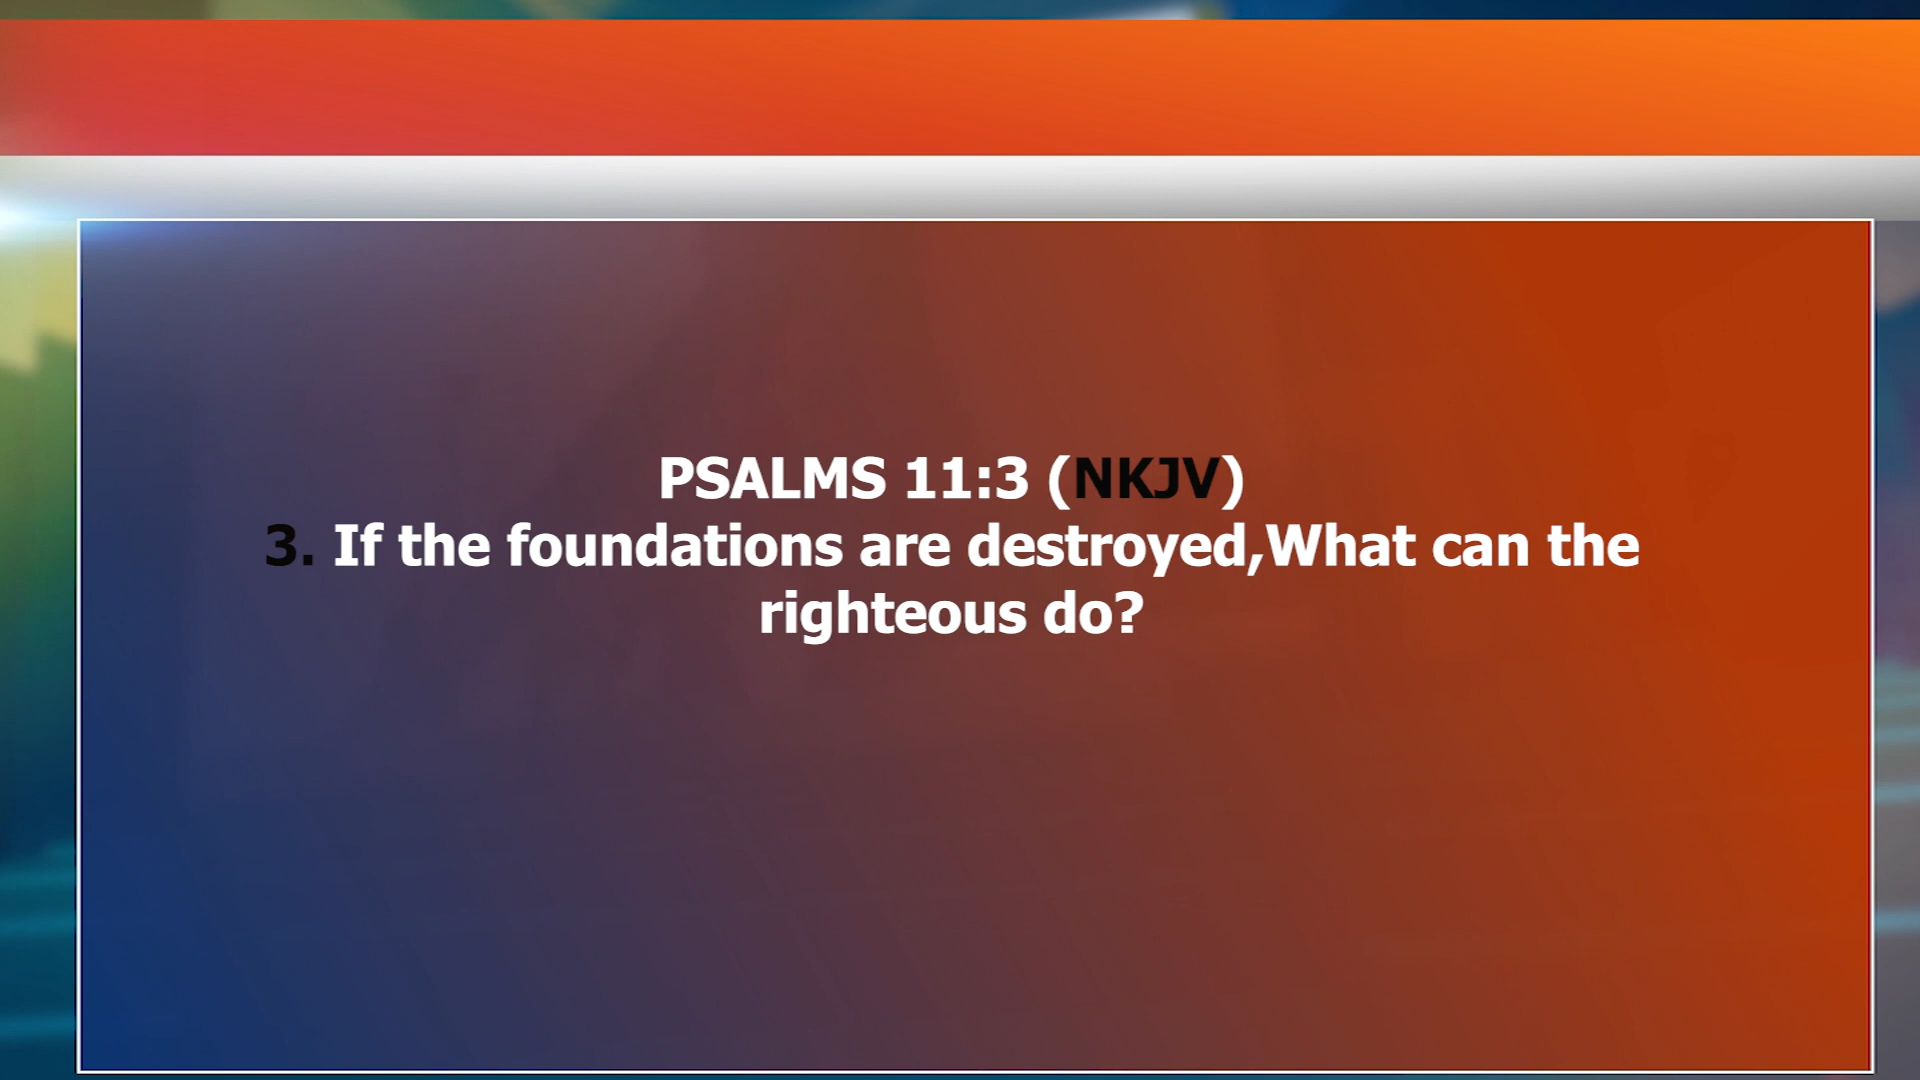 PSALMS 11:3 (NKJV)
3. If the foundations are destroyed,What can the
righteous do?